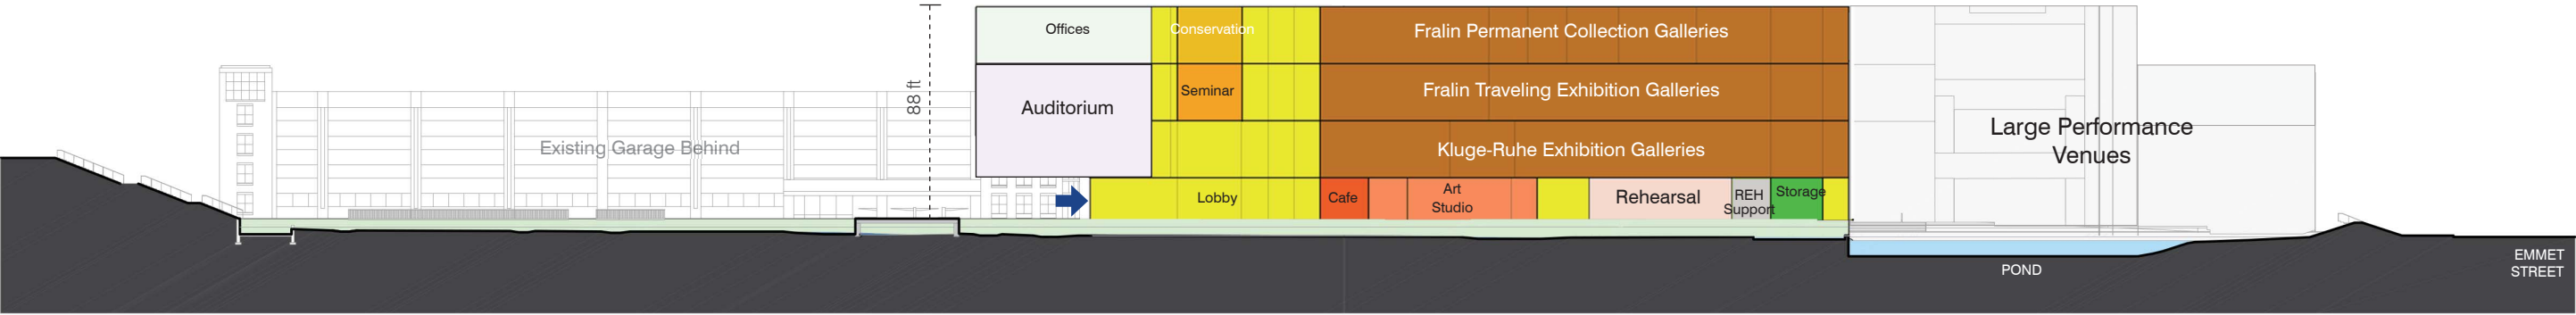 Offices
Conservation
Fralin Permanent Collection Galleries
88 ft
Auditorium
Seminar
Fralin Traveling Exhibition Galleries
Existing Garage Behind
Kluge-Ruhe Exhibition Galleries
Large Performance
Venues
Lobby
Cafe
Art
Studio
Rehearsal
REH
Support
Storage
POND
EMMET
STREET